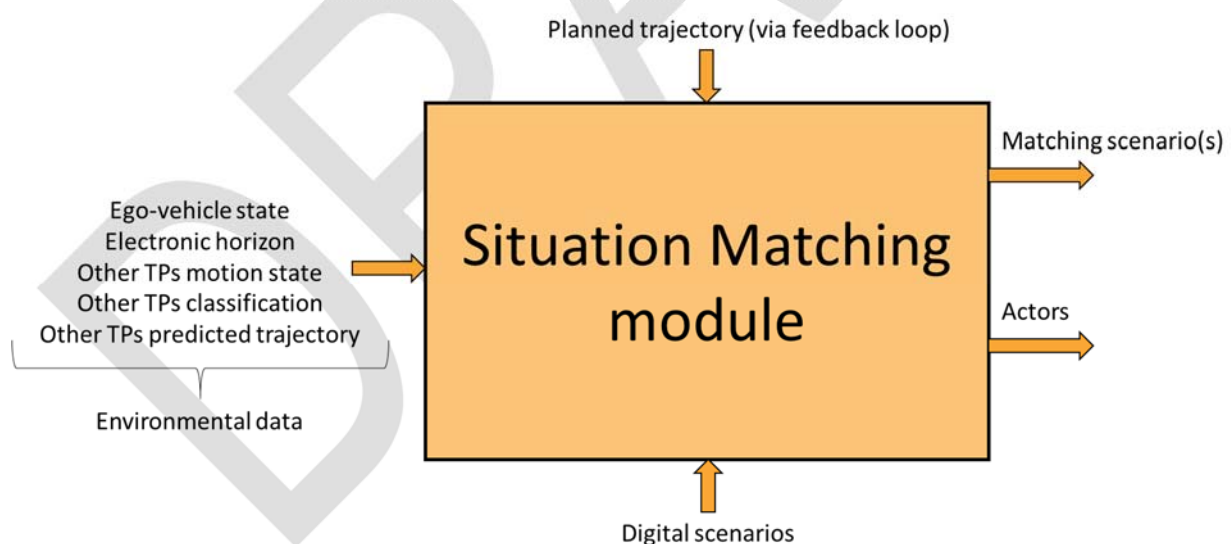 Planned trajectory (via feedback loop)
Matching scenario(s)
Ego-vehicle state
Electronic horizon
Other TPs motion state
Other TPs classification
Other TPs predicted trajectory
Environmental data
Situation Matching
module
Actors
Digital scenarios